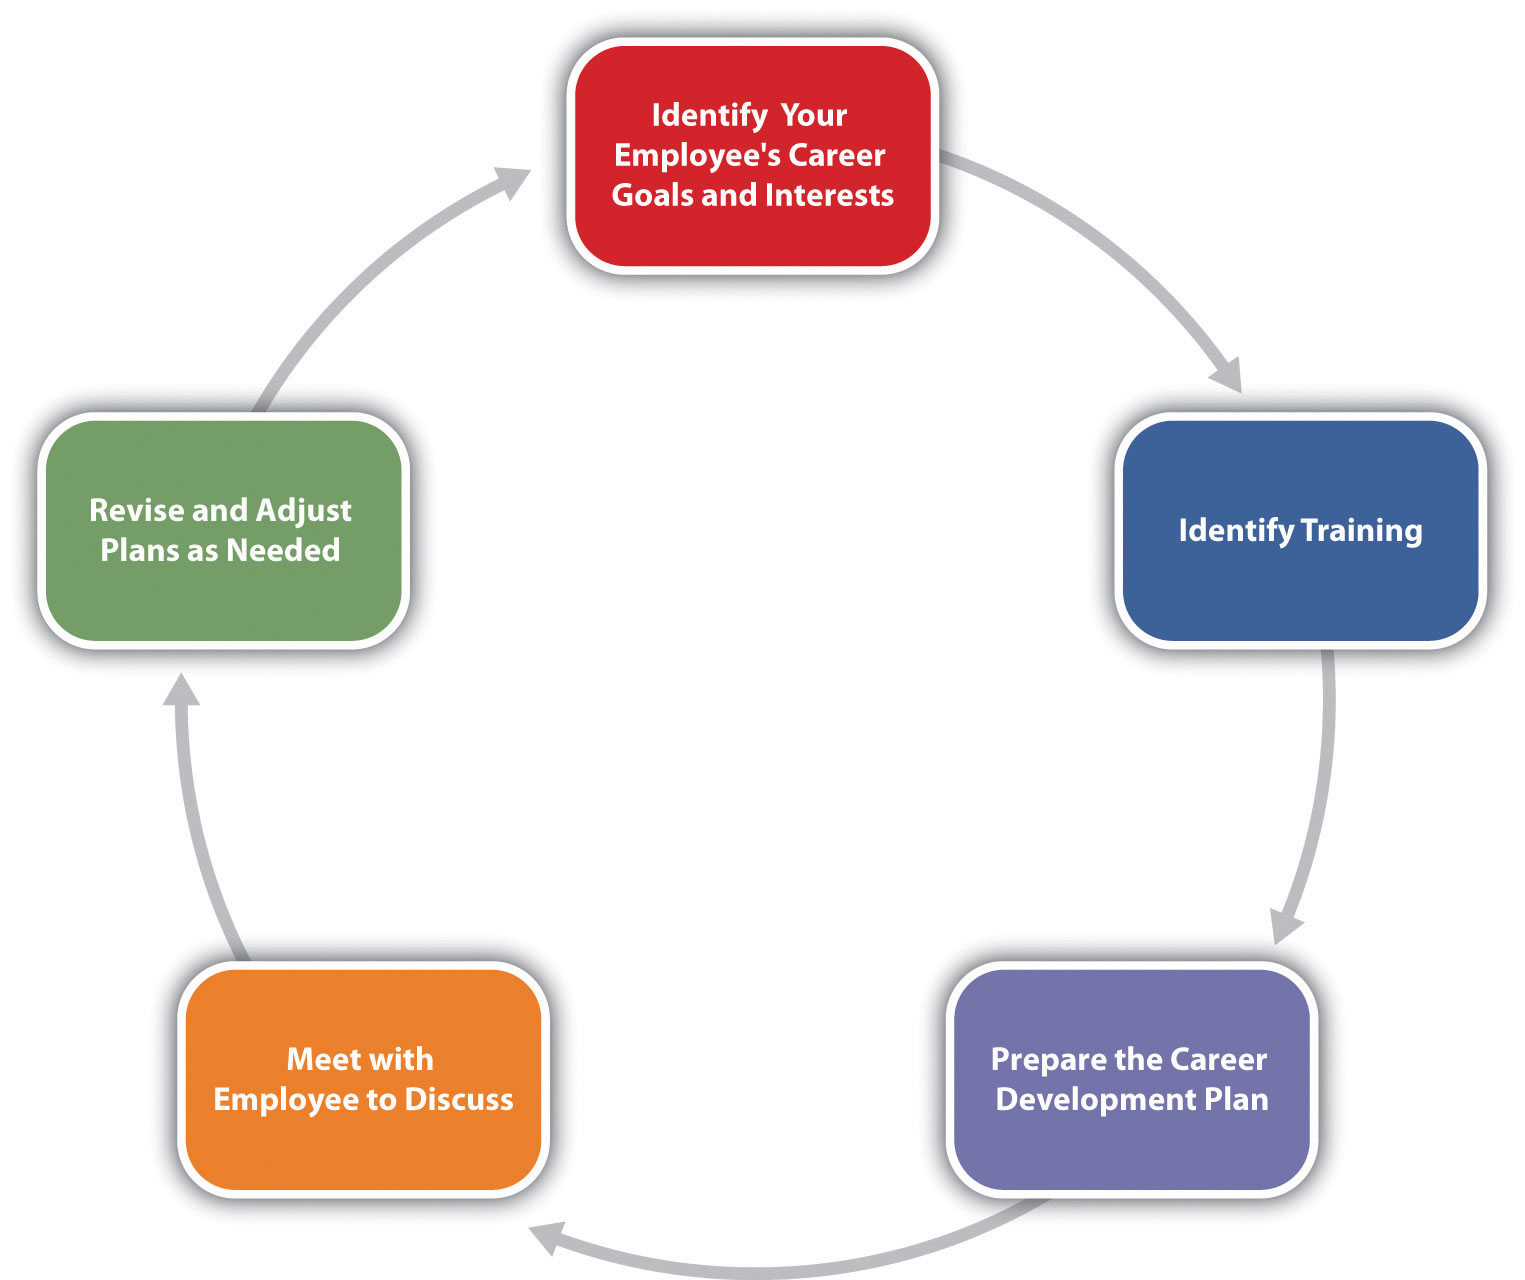 Identify Your
Employee's Career
Goals and Interests
Identify Training
Prepare the Career
Development Plan
Meet with
Employee to Discuss
Revise and Adjust
Plans as Needed